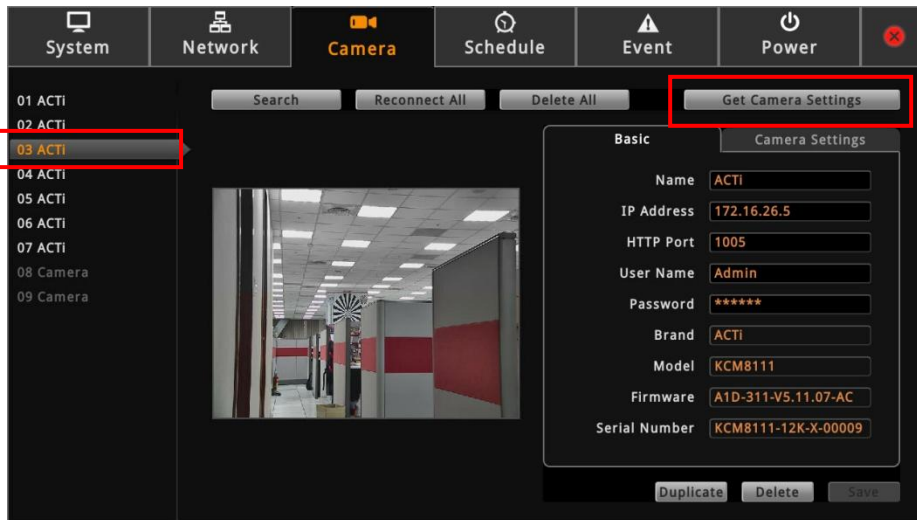 System Network Camera Schedule Event Power
Search Reconnect All Delete All Get Camera Settings
01 ACTi
02 ACTi
03 ACTi
04 ACTi
05 ACTi
06 ACTi
07 ACTi
08 Camera
09 Camera
Basic Camera Settings
Name ACTi
IP Address 172.16.26.5
HTTP Port 1005
User Name Admin
Password ******
Brand ACTi
Model KCM8111
Firmware A1D-311-V5.11.07-AC
Serial Number KCM8111-12K-X-00009
Duplicate Delete Save